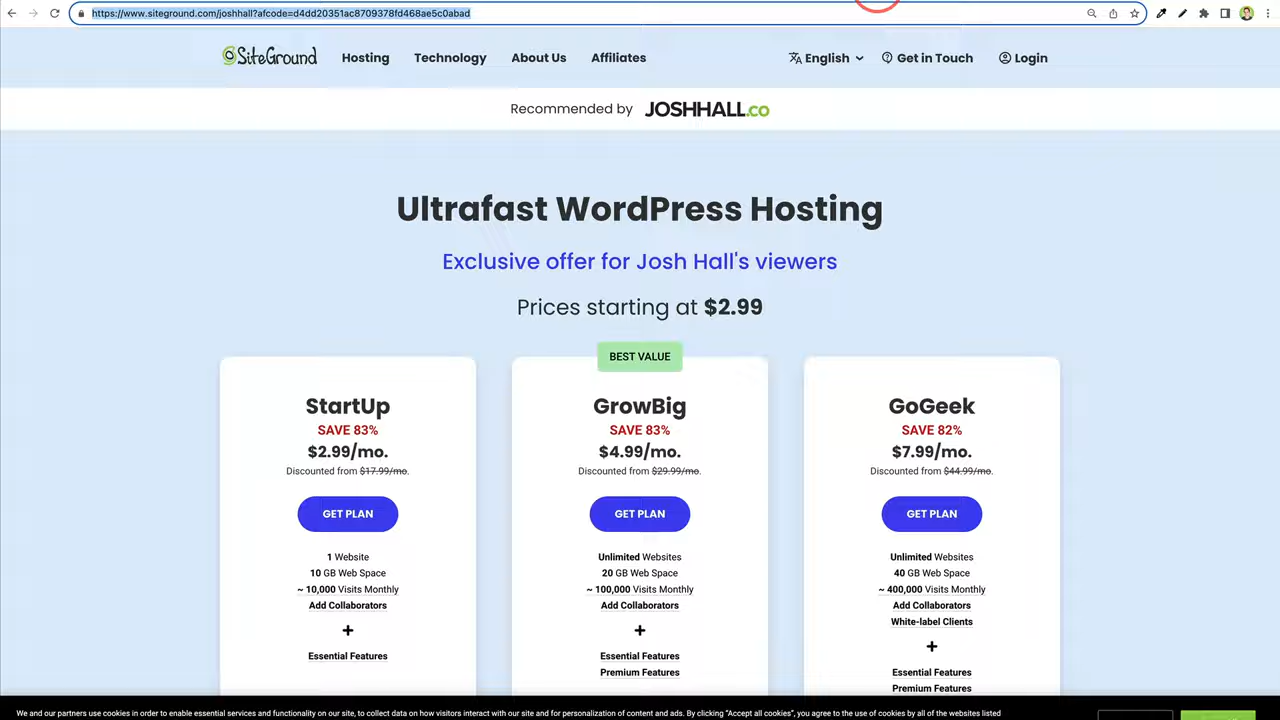 https://www.siteground.com/joshhall?afcode=d4dd20351ac8709378fd468ae5c0abad
SiteGround Hosting Technology About Us Affiliates English Get in Touch Login
Recommended by JOSHHALL.co
Ultrafast WordPress Hosting
Exclusive offer for Josh Hall's viewers
Prices starting at $2.99
BEST VALUE
StartUp
SAVE 83%
$2.99/mo.
Discounted from $17.99/mo.
GET PLAN
1 Website
10 GB Web Space
~ 10,000 Visits Monthly
Add Collaborators
+
Essential Features
GrowBig
SAVE 83%
$4.99/mo.
Discounted from $29.99/mo.
GET PLAN
Unlimited Websites
20 GB Web Space
~ 100,000 Visits Monthly
Add Collaborators
+
Essential Features
Premium Features
GoGeek
SAVE 82%
$7.99/mo.
Discounted from $44.99/mo.
GET PLAN
Unlimited Websites
40 GB Web Space
~ 400,000 Visits Monthly
Add Collaborators
White-label Clients
+
Essential Features
Premium Features
We and our partners use cookies in order to enable essential services and functionality on our site, to collect data on how visitors interact with our site and for personalization of content and ads. By clicking "Accept all cookies", you agree to the use of cookies by all of the websites listed